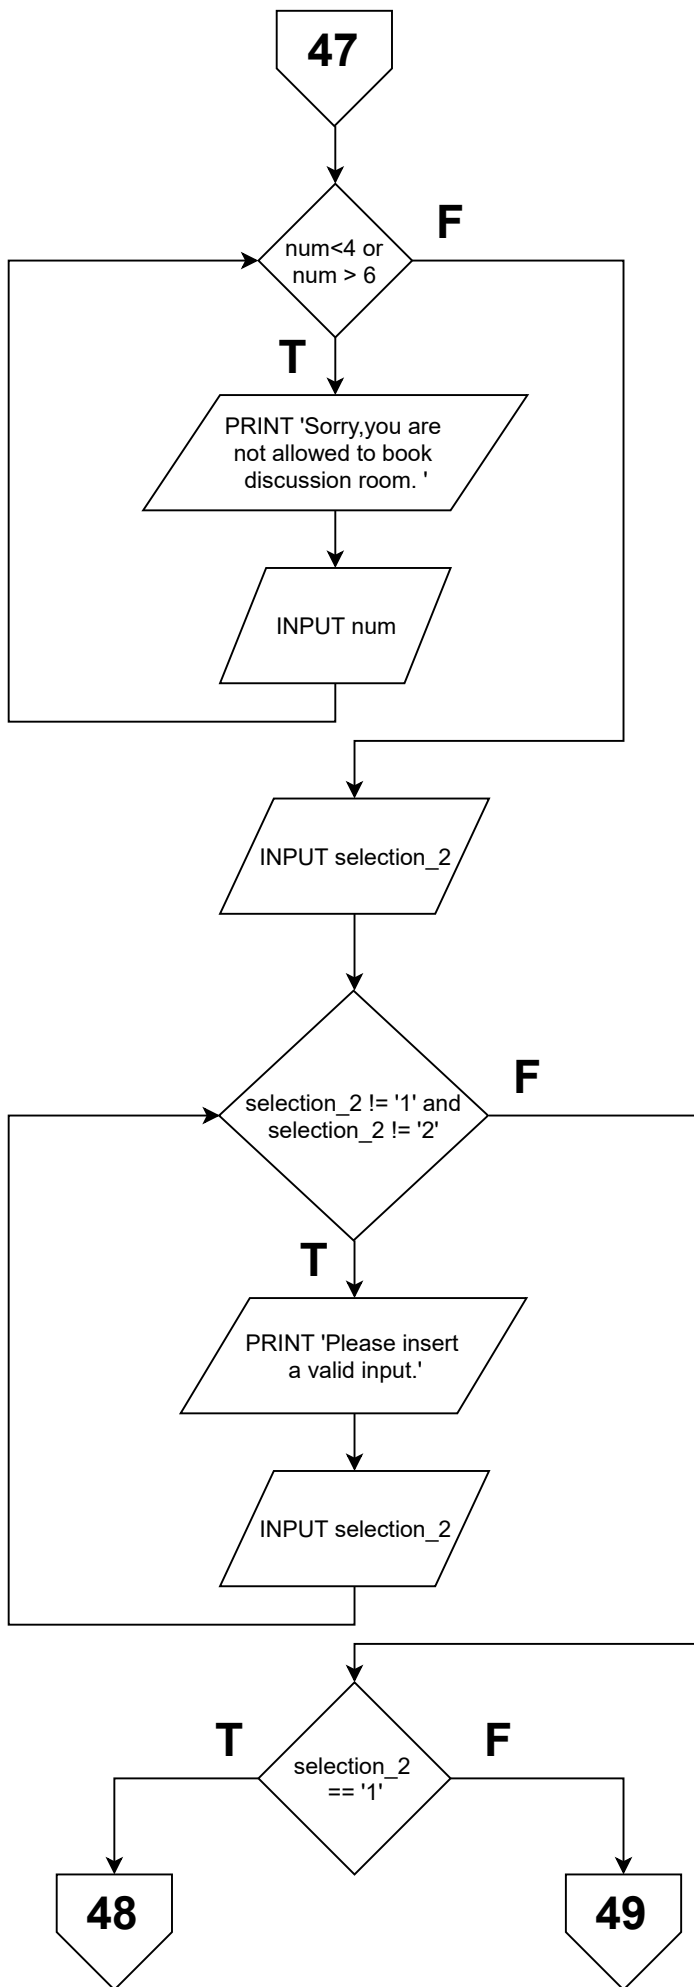 47
F
num<4 or
num > 6
T
PRINT 'Sorry,you are
not allowed to book
discussion room. '
INPUT num
INPUT selection_2
F
selection_2 != '1' and
selection_2 != '2'
T
PRINT 'Please insert
a valid input.'
INPUT selection_2
T
F
selection_2
== '1'
48
49